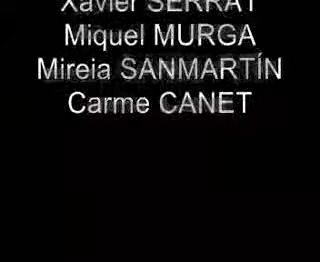 Xavier SERRAT
Miquel MURGA
Mireia SANMARTÍN
Carme CANET